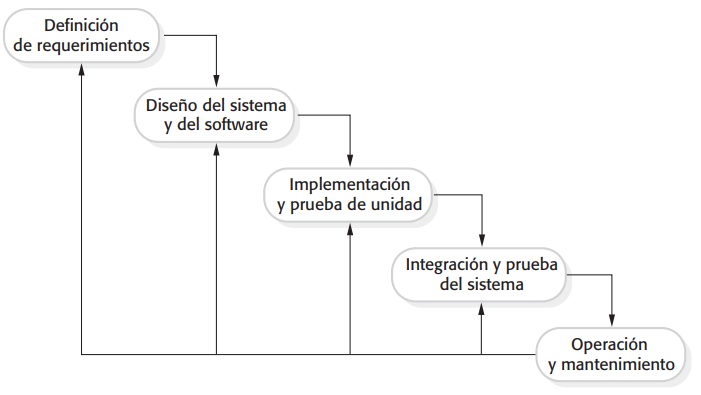 Definición
de requerimientos
Diseño del sistema
y del software
Implementación
y prueba de unidad
Integración y prueba
del sistema
Operación
y mantenimiento